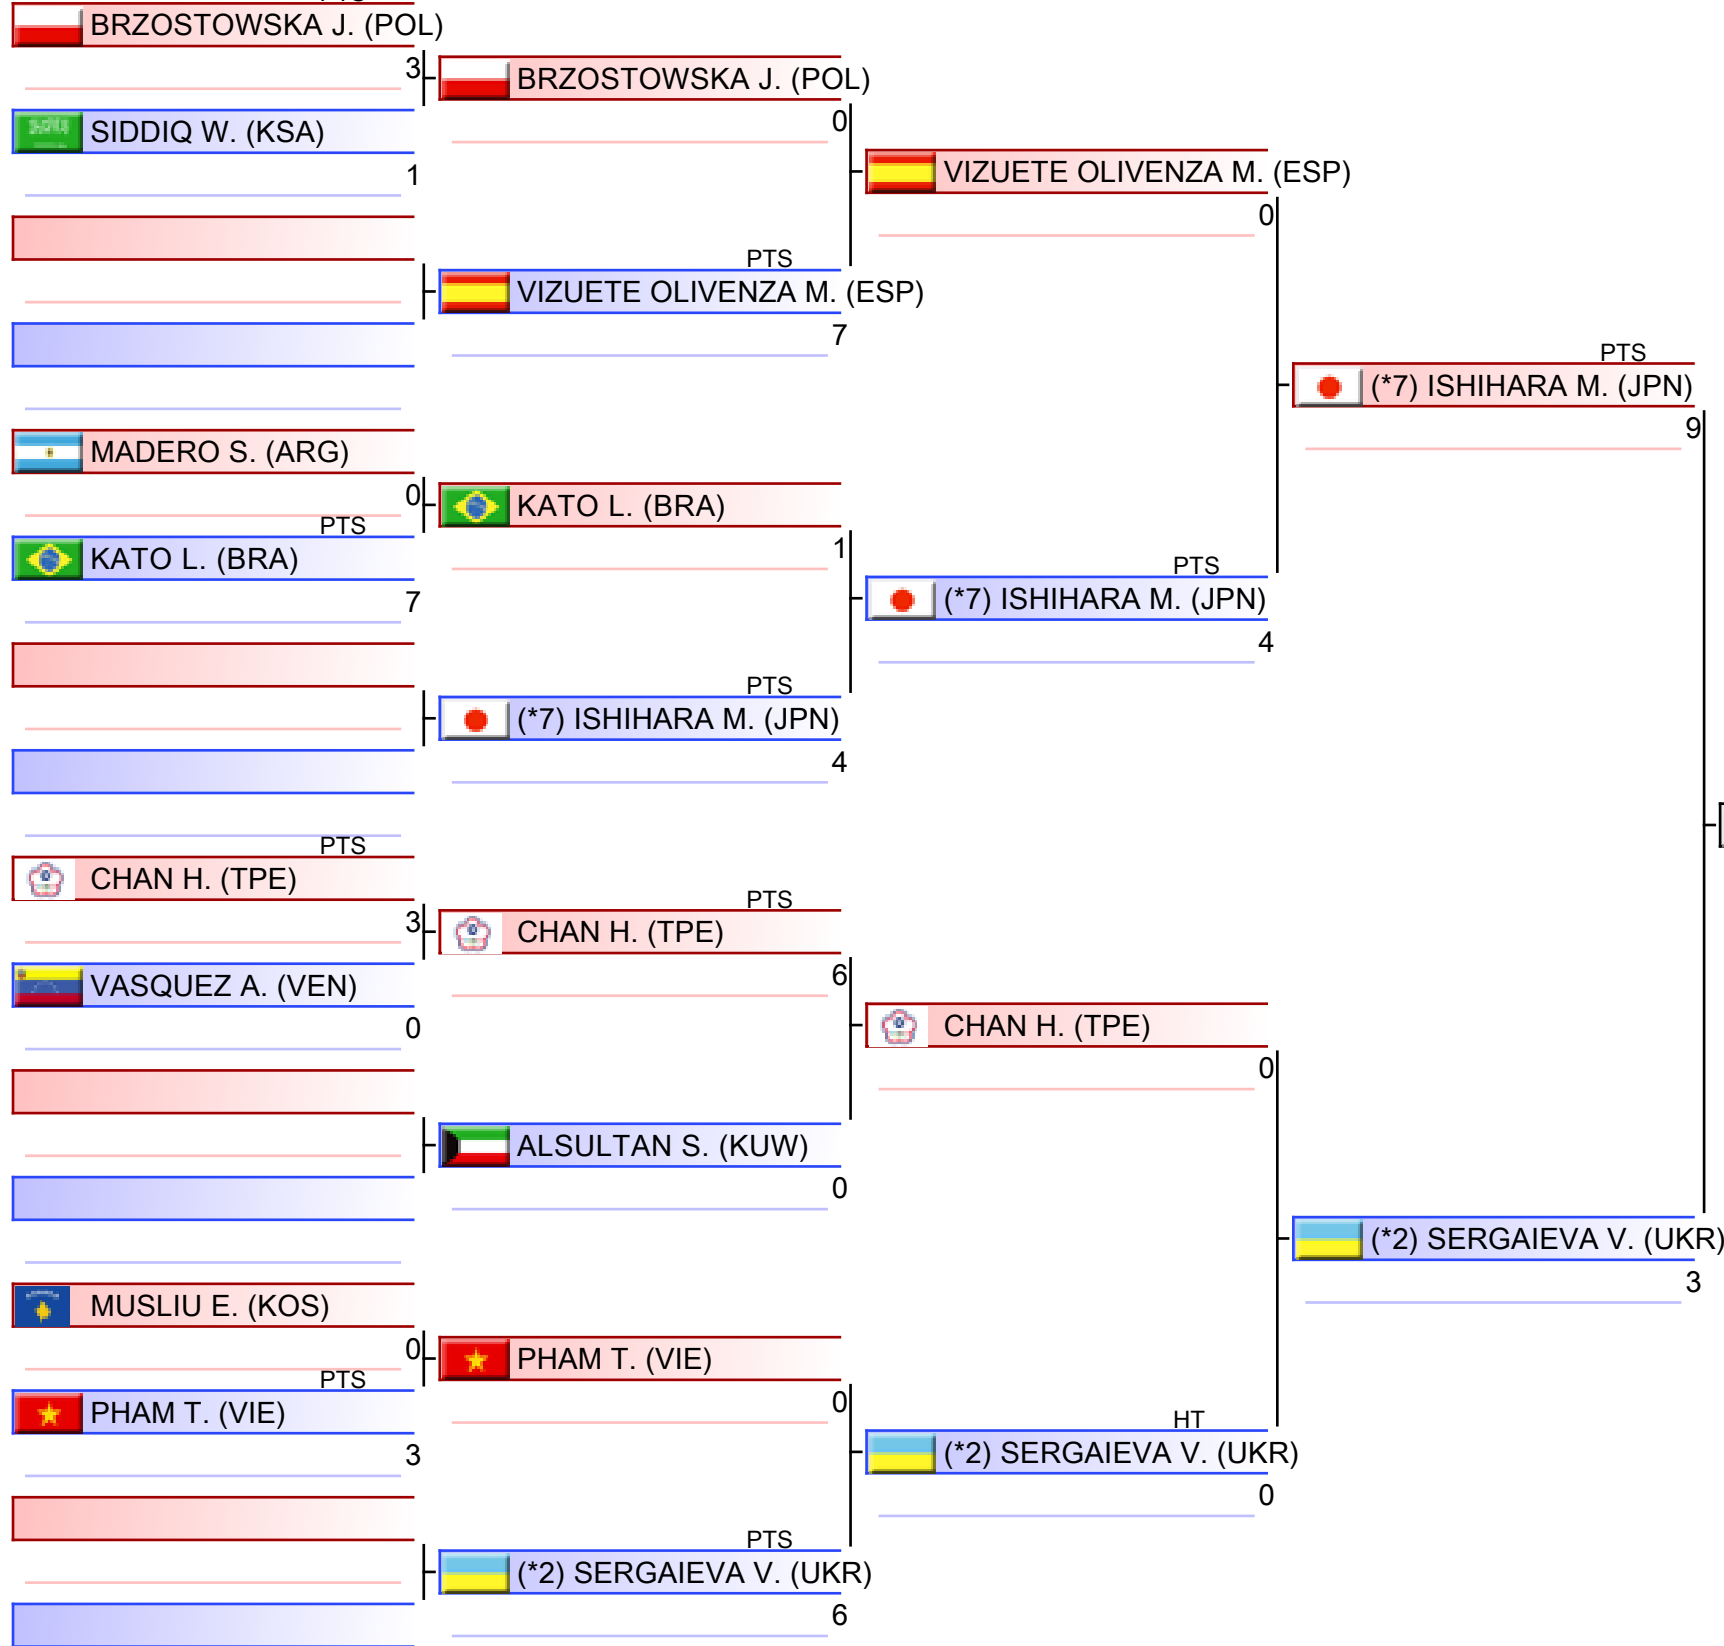 BRZOSTOWSKA J. (POL)
3
BRZOSTOWSKA J. (POL)
0
SIDDIQ W. (KSA)
1
VIZUETE OLIVENZA M. (ESP)
0
PTS
VIZUETE OLIVENZA M. (ESP)
7
PTS
(*7) ISHIHARA M. (JPN)
9
MADERO S. (ARG)
0
KATO L. (BRA)
1
PTS
KATO L. (BRA)
7
PTS
(*7) ISHIHARA M. (JPN)
4
PTS
(*7) ISHIHARA M. (JPN)
4
PTS
CHAN H. (TPE)
3
PTS
CHAN H. (TPE)
6
VASQUEZ A. (VEN)
0
CHAN H. (TPE)
0
ALSULTAN S. (KUW)
0
(*2) SERGAIEVA V. (UKR)
3
MUSLIU E. (KOS)
0
PHAM T. (VIE)
0
PTS
PHAM T. (VIE)
3
HT
(*2) SERGAIEVA V. (UKR)
0
PTS
(*2) SERGAIEVA V. (UKR)
6